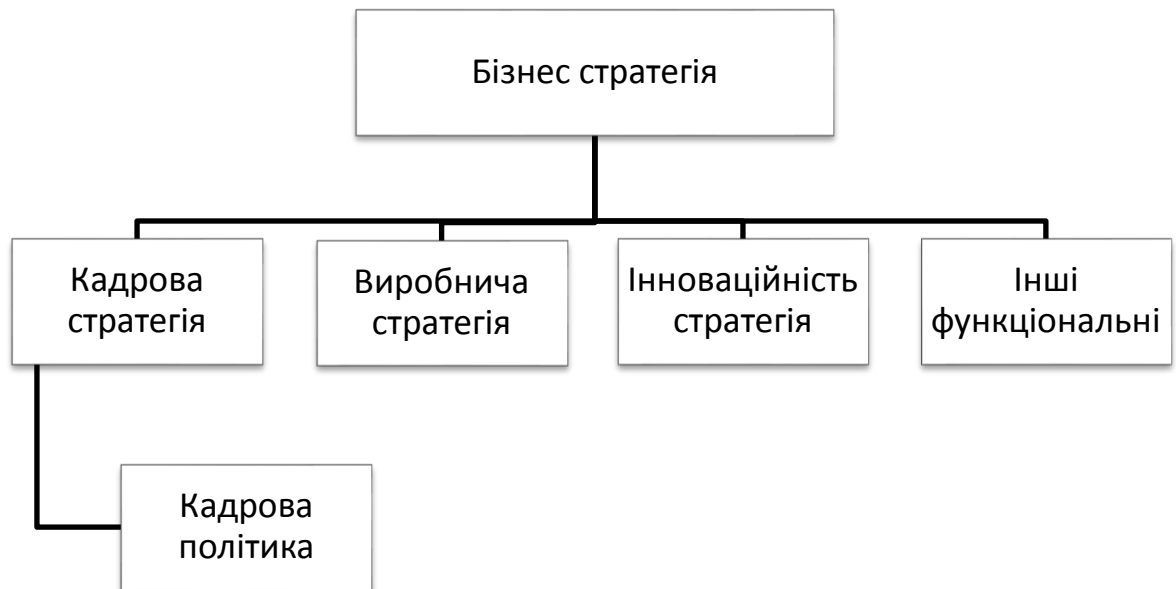 Бізнес стратегія
Кадрова
стратегія
Виробнича
стратегія
Інноваційність
стратегія
Інші
функціональні
Кадрова
політика